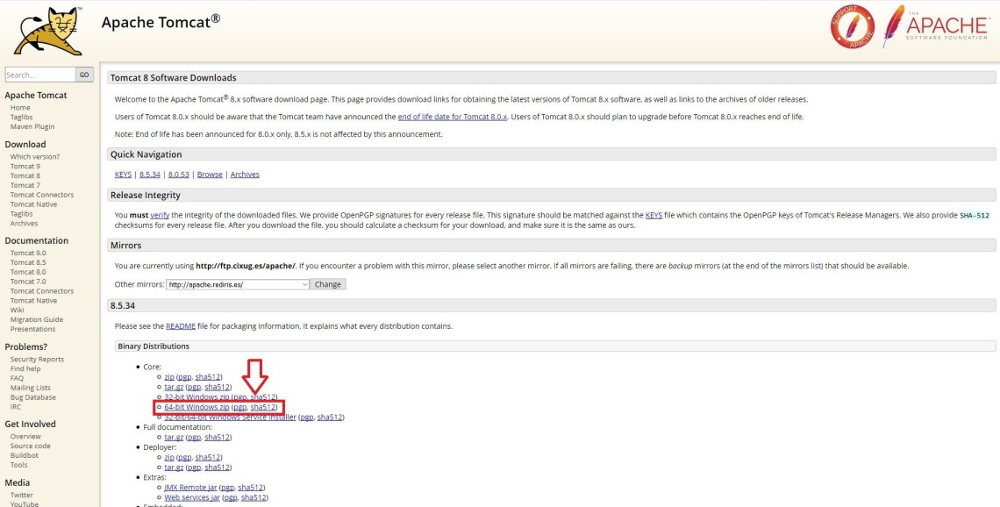 Apache Tomcat®
SUPPORT APACHE
THE
APACHE®
SOFTWARE FOUNDATION
Search... GO
Apache Tomcat
Home
Taglibs
Maven Plugin
Download
Which version?
Tomcat 9
Tomcat 8
Tomcat 7
Tomcat Connectors
Tomcat Native
Taglibs
Archives
Documentation
Tomcat 9.0
Tomcat 8.5
Tomcat 8.0
Tomcat 7.0
Tomcat Connectors
Tomcat Native
Wiki
Migration Guide
Presentations
Problems?
Security Reports
Find help
FAQ
Mailing Lists
Bug Database
IRC
Get Involved
Overview
Source code
Buildbot
Tools
Media
Twitter
YouTube
Tomcat 8 Software Downloads
Welcome to the Apache Tomcat® 8.x software download page. This page provides download links for obtaining the latest versions of Tomcat 8.x software, as well as links to the archives of older releases.
Users of Tomcat 8.0.x should be aware that the Tomcat team have announced the end of life date for Tomcat 8.0.x. Users of Tomcat 8.0.x should plan to upgrade before Tomcat 8.0.x reaches end of life.
Note: End of life has been announced for 8.0.x only. 8.5.x is not affected by this announcement.
Quick Navigation
KEYS | 8.5.34 | 8.0.53 | Browse | Archives
Release Integrity
You must verify the integrity of the downloaded files. We provide OpenPGP signatures for every release file. This signature should be matched against the KEYS file which contains the OpenPGP keys of Tomcat's Release Managers. We also provide SHA-512
checksums for every release file. After you download the file, you should calculate a checksum for your download, and make sure it is the same as ours.
Mirrors
You are currently using http://ftp.cixug.es/apache/. If you encounter a problem with this mirror, please select another mirror. If all mirrors are failing, there are backup mirrors (at the end of the mirrors list) that should be available.
Other mirrors: http://apache.rediris.es/ Change
8.5.34
Please see the README file for packaging information. It explains what every distribution contains.
Binary Distributions
Core:
zip (pgp, sha512)
tar.gz (pgp, sha512)
32-bit Windows zip (pgp, sha512)
64-bit Windows zip (pgp, sha512)
32-bit/64-bit Windows Service Installer (pgp, sha512)
Full documentation:
tar.gz (pgp, sha512)
Deployer:
zip (pgp, sha512)
tar.gz (pgp, sha512)
Extras:
JMX Remote jar (pgp, sha512)
Web services jar (pgp, sha512)
Embedded: